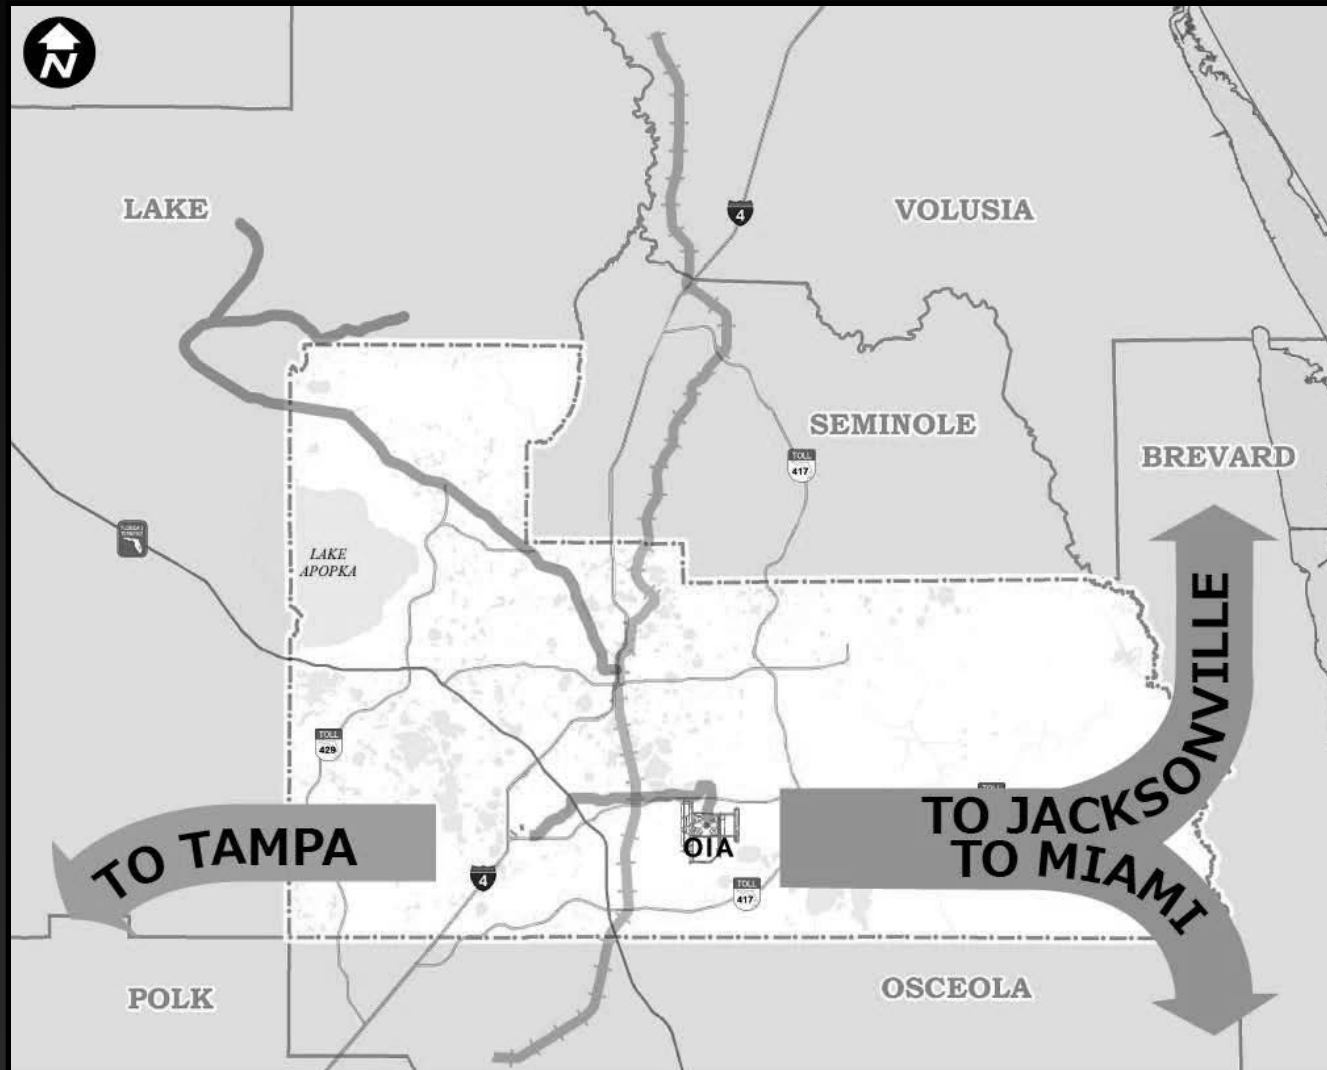 N
LAKE
VOLUSIA
4
SEMINOLE
TOLL
417
BREVARD
LAKE
APOPKA
TO JACKSONVILLE
TOLL
429
TOLL
TO TAMPA
OIA
TO MIAMI
4
TOLL
417
POLK
OSCEOLA